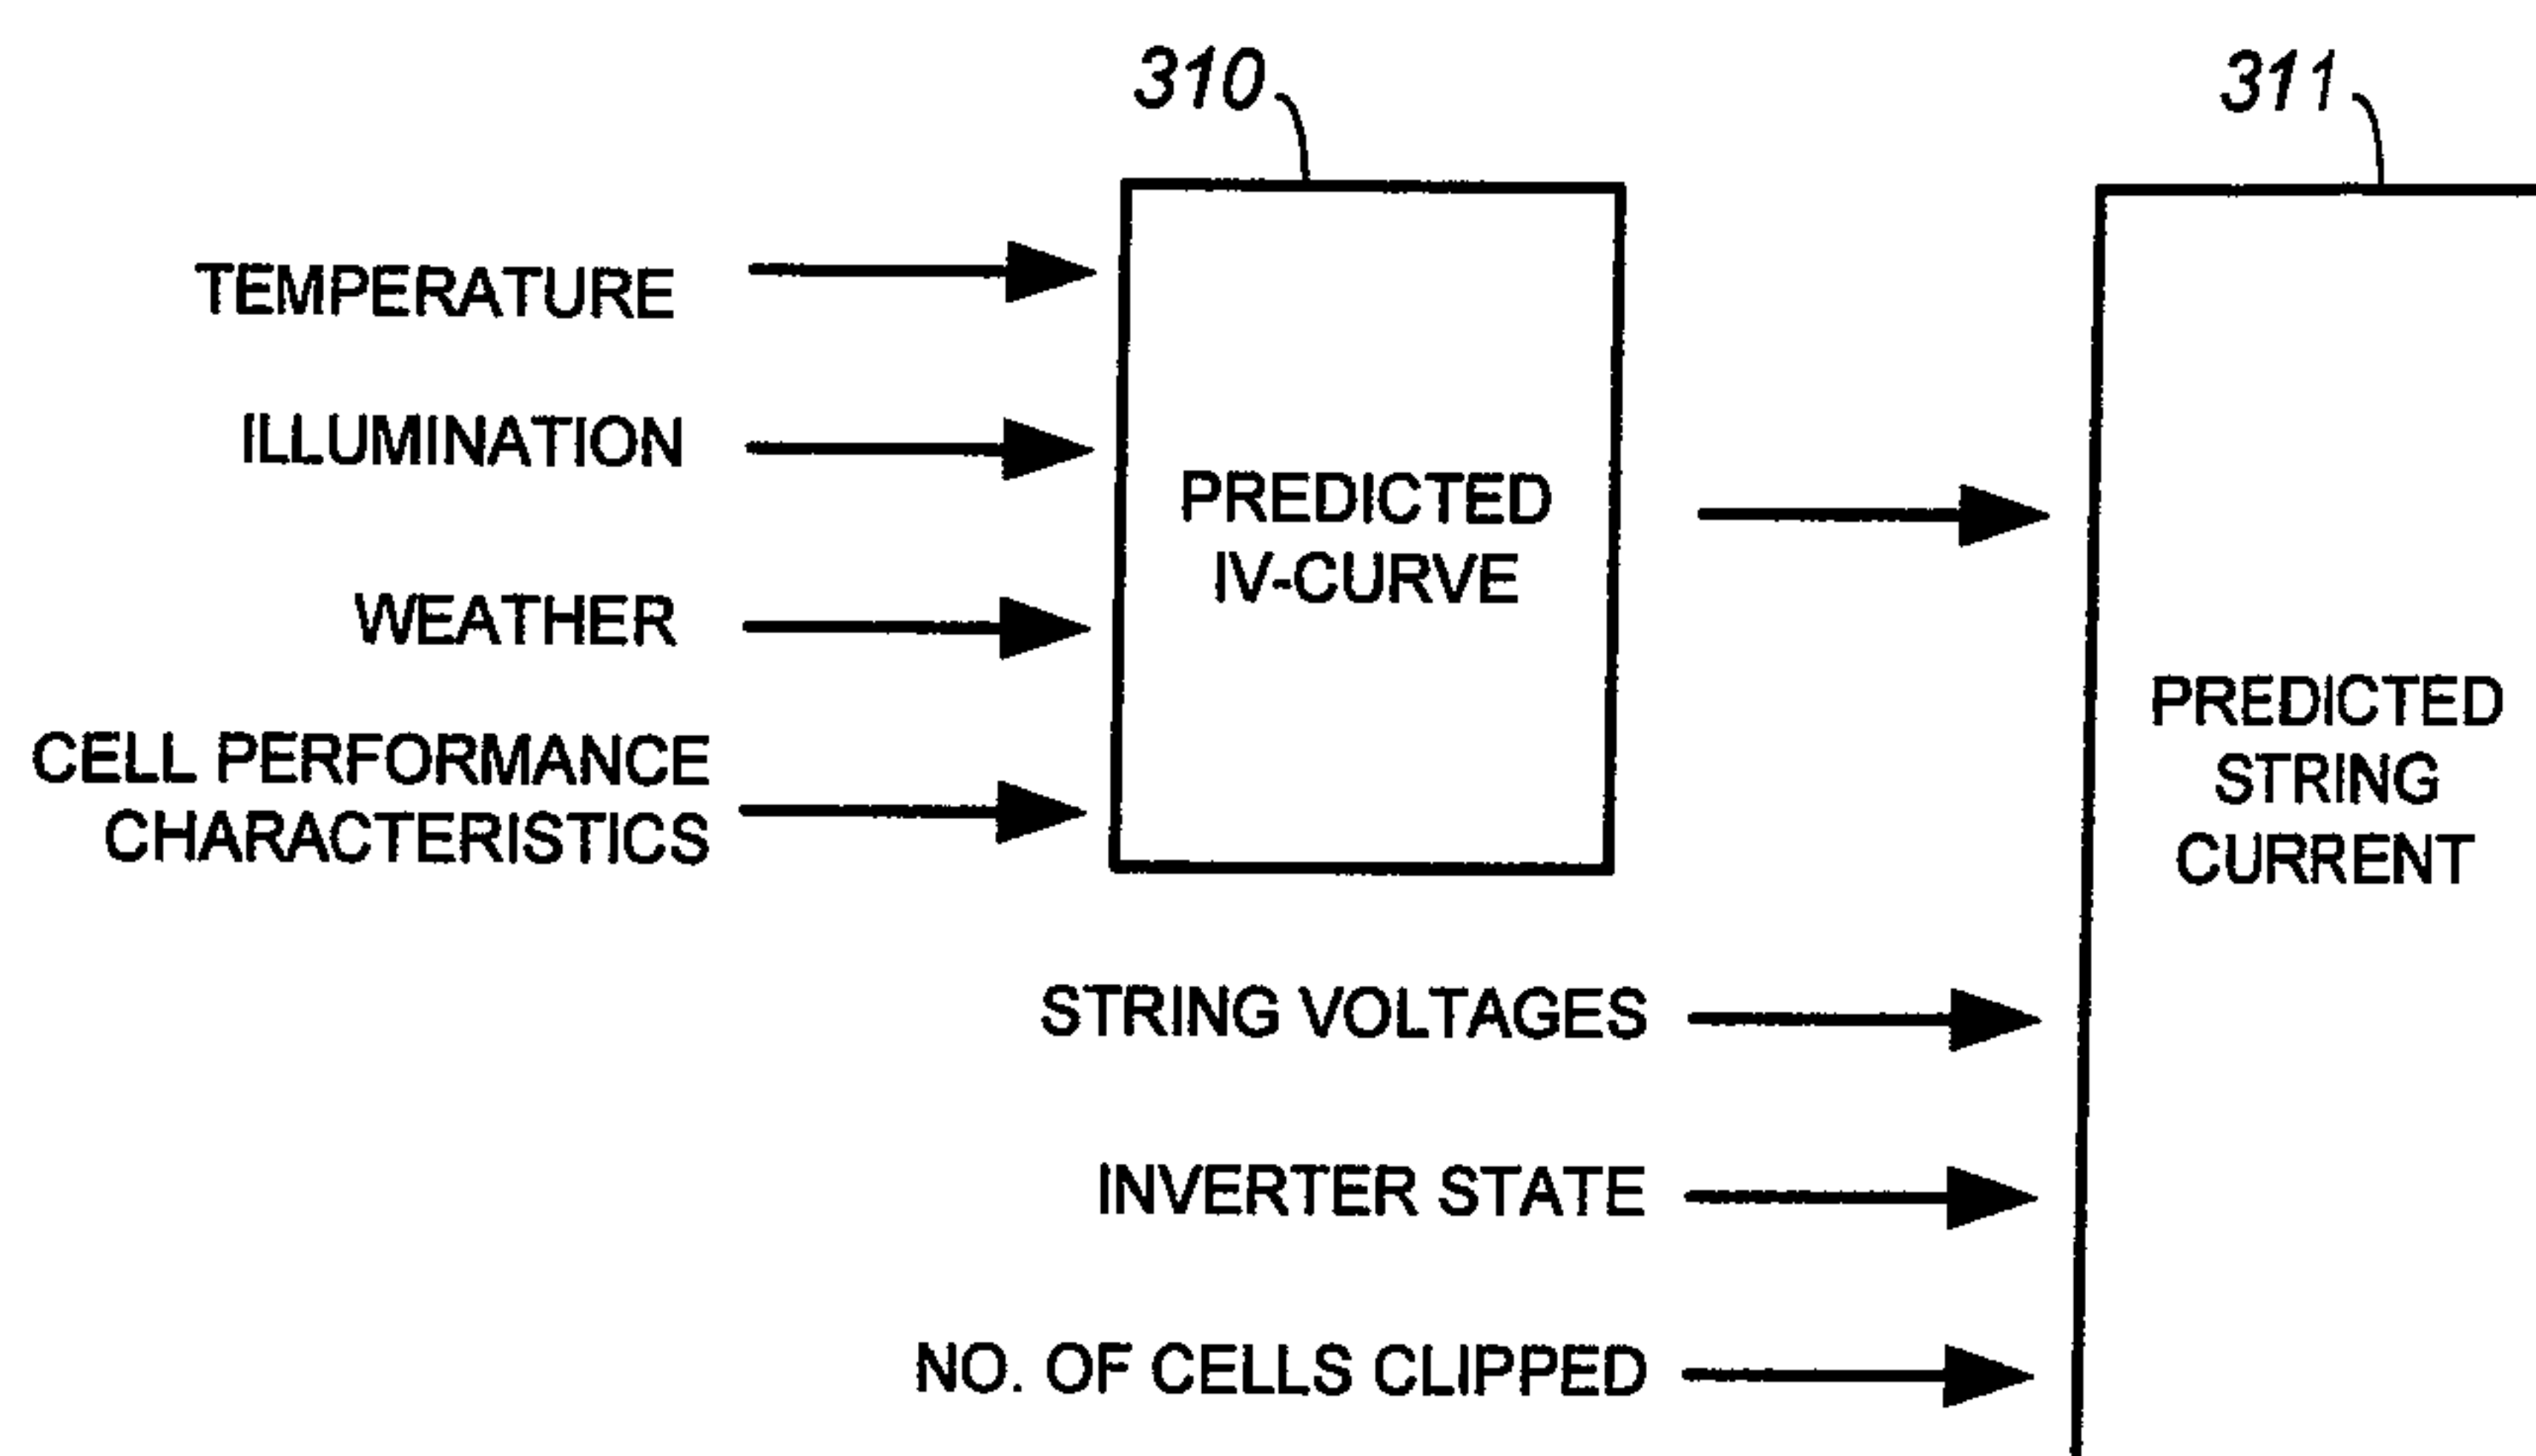 310
311
TEMPERATURE
ILLUMINATION
WEATHER
CELL PERFORMANCE
CHARACTERISTICS
PREDICTED
IV-CURVE
PREDICTED
STRING
CURRENT
STRING VOLTAGES
INVERTER STATE
NO. OF CELLS CLIPPED